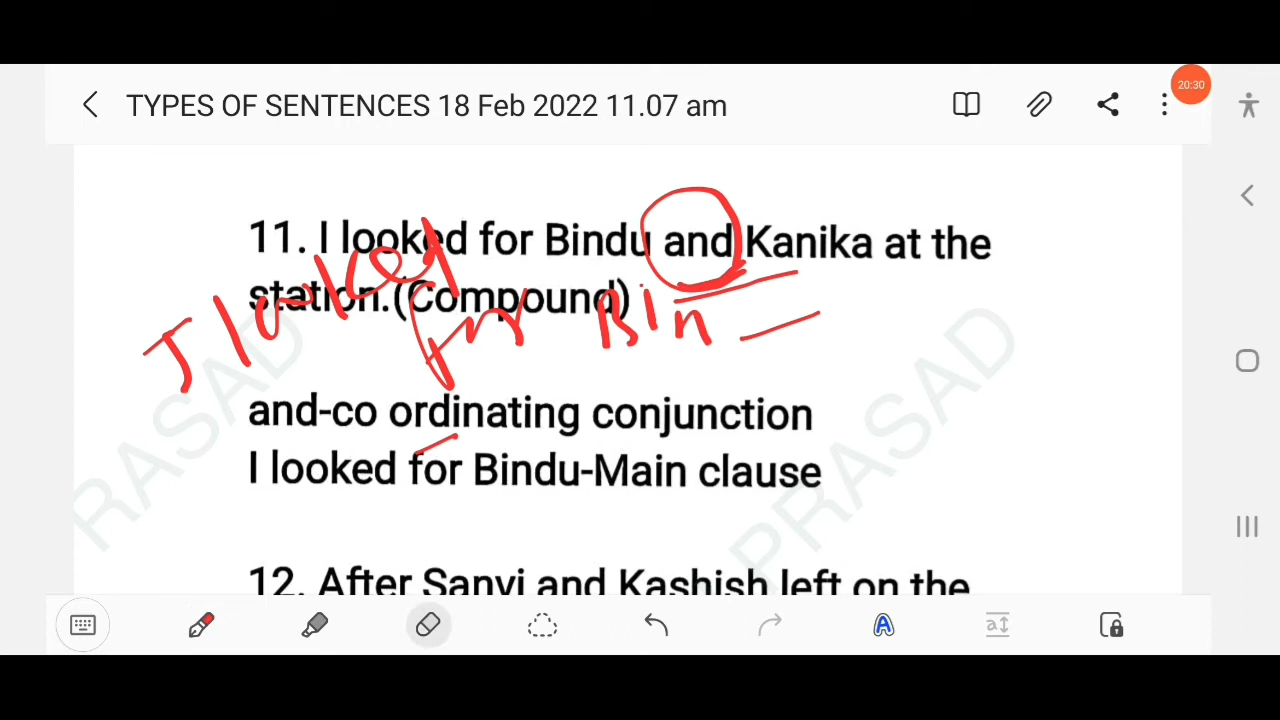 TYPES OF SENTENCES 18 Feb 2022 11.07 am
20:30
11. I looked for Bindu and Kanika at the
station.(Compound)
I looked for Bin
and-co ordinating conjunction
I looked for Bindu-Main clause
12. After Sanvi and Kashish left on the
PRASAD
PRASAD